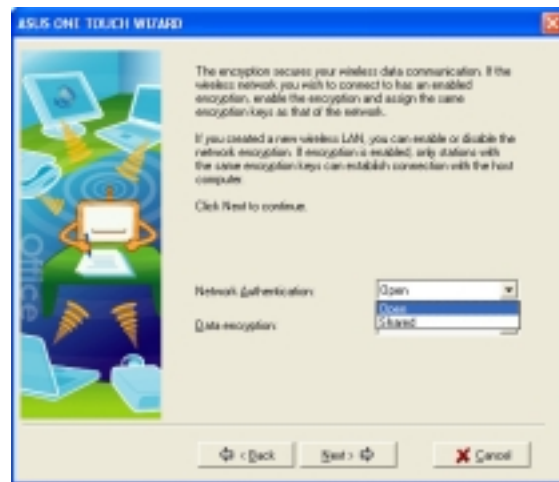 ASUS ONE TOUCH WIZARD
The encryption secures your wireless data communication. If the
wireless network you wish to connect to has an enabled
encryption, enable the encryption and assign the same
encryption keys as that of the network.
If you created a new wireless LAN, you can enable or disable the
network encryption. If encryption is enabled, only stations with
the same encryption keys can establish connection with the host
computer.
Click Next to continue.
Office
Network Authentication:
Open
Open
Shared
Data encryption:
< Back
Next >
Cancel